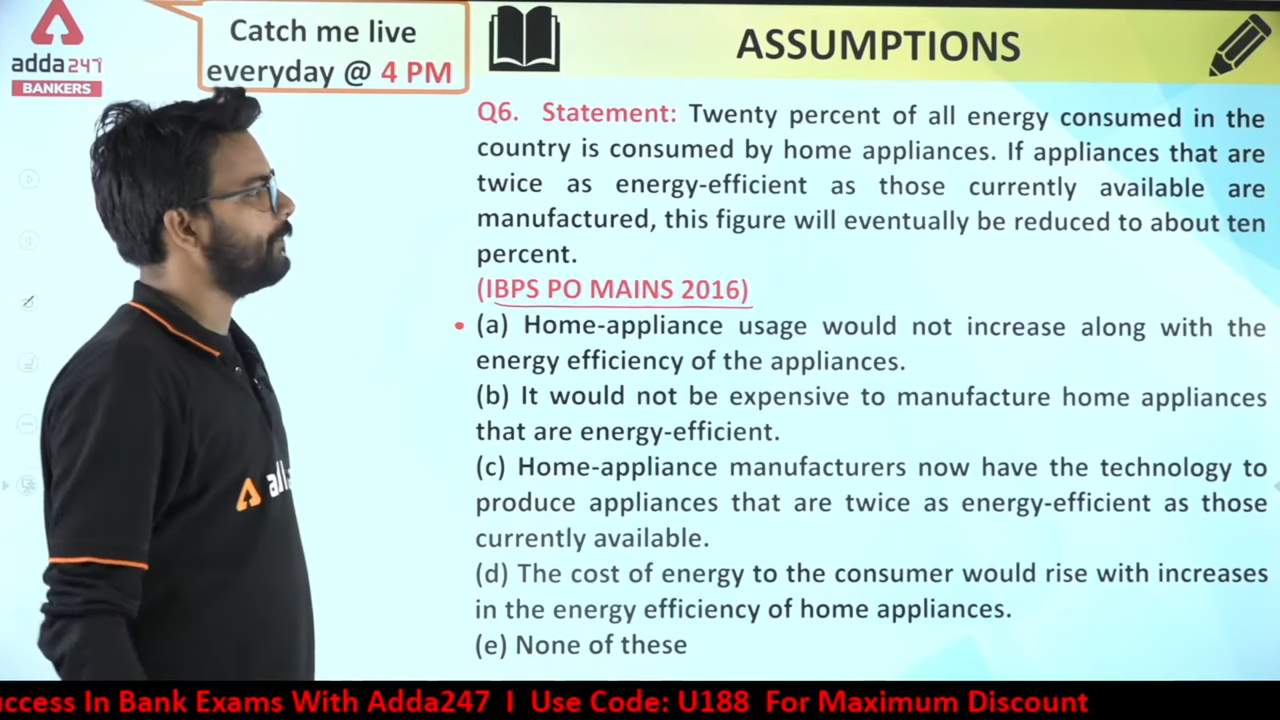 adda247
BANKERS
Catch me live
everyday @ 4 PM
ASSUMPTIONS
Q6. Statement: Twenty percent of all energy consumed in the
country is consumed by home appliances. If appliances that are
twice as energy-efficient as those currently available are
manufactured, this figure will eventually be reduced to about ten
percent.
(IBPS PO MAINS 2016)
(a) Home-appliance usage would not increase along with the
energy efficiency of the appliances.
(b) It would not be expensive to manufacture home appliances
that are energy-efficient.
(c) Home-appliance manufacturers now have the technology to
produce appliances that are twice as energy-efficient as those
currently available.
(d) The cost of energy to the consumer would rise with increases
in the energy efficiency of home appliances.
(e) None of these
In Bank Exams With Adda247 I Use Code: U188 For Maximum Discount